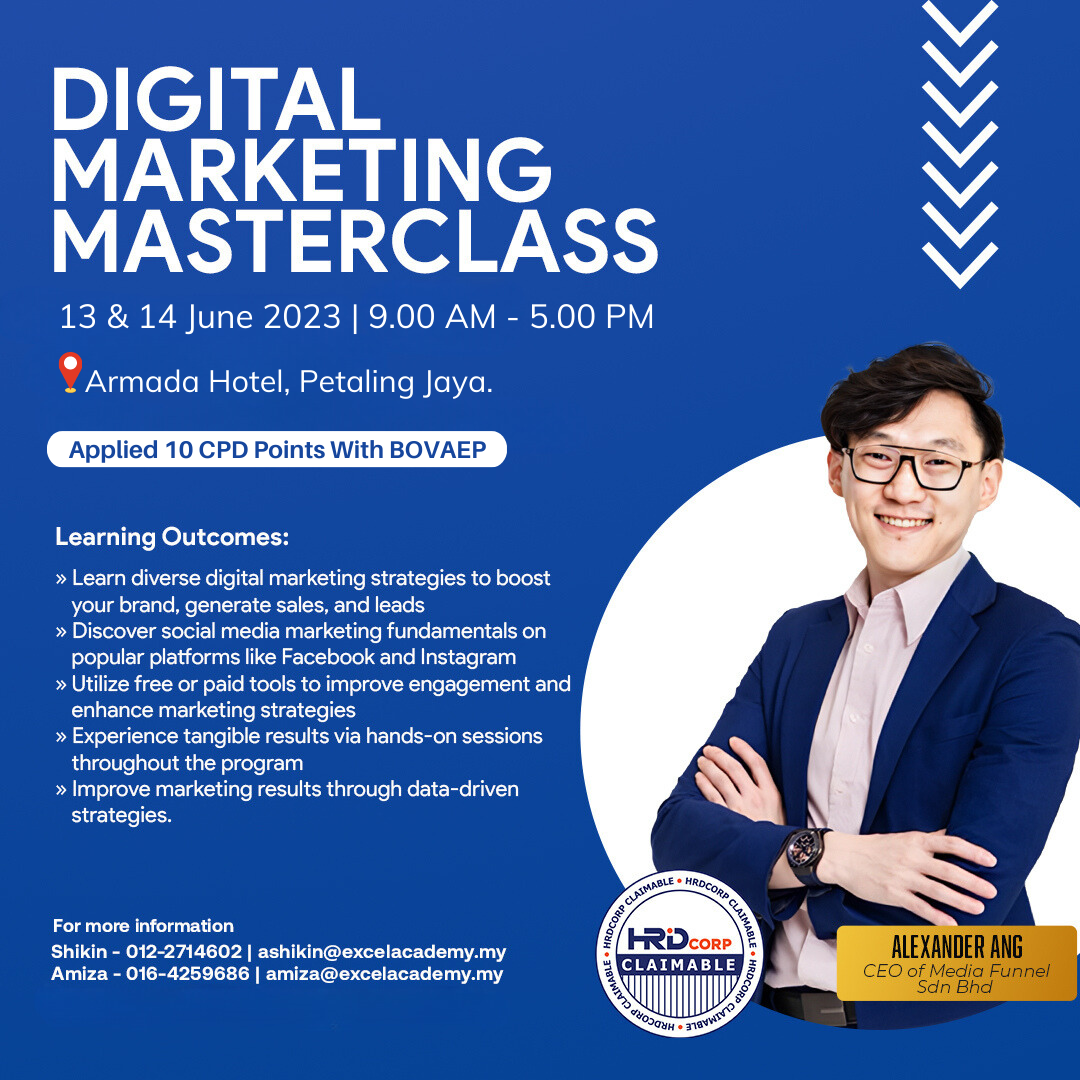 DIGITAL
MARKETING
MASTERCLASS
13 & 14 June 2023 | 9.00 AM - 5.00 PM
Armada Hotel, Petaling Jaya.
Applied 10 CPD Points With BOVAEP
Learning Outcomes:
» Learn diverse digital marketing strategies to boost
your brand, generate sales, and leads
» Discover social media marketing fundamentals on
popular platforms like Facebook and Instagram
» Utilize free or paid tools to improve engagement and
enhance marketing strategies
» Experience tangible results via hands-on sessions
throughout the program
» Improve marketing results through data-driven
strategies.
For more information
Shikin - 012-2714602 | ashikin@excelacademy.my
Amiza - 016-4259686 | amiza@excelacademy.my
HRDCORP CLAIMABLE • HRDCORP CLAIMABLE • HRDCORP CLAIMABLE • HRDCORP CLAIMABLE •
HRD CORP
CLAIMABLE
ALEXANDER ANG
CEO of Media Funnel
Sdn Bhd